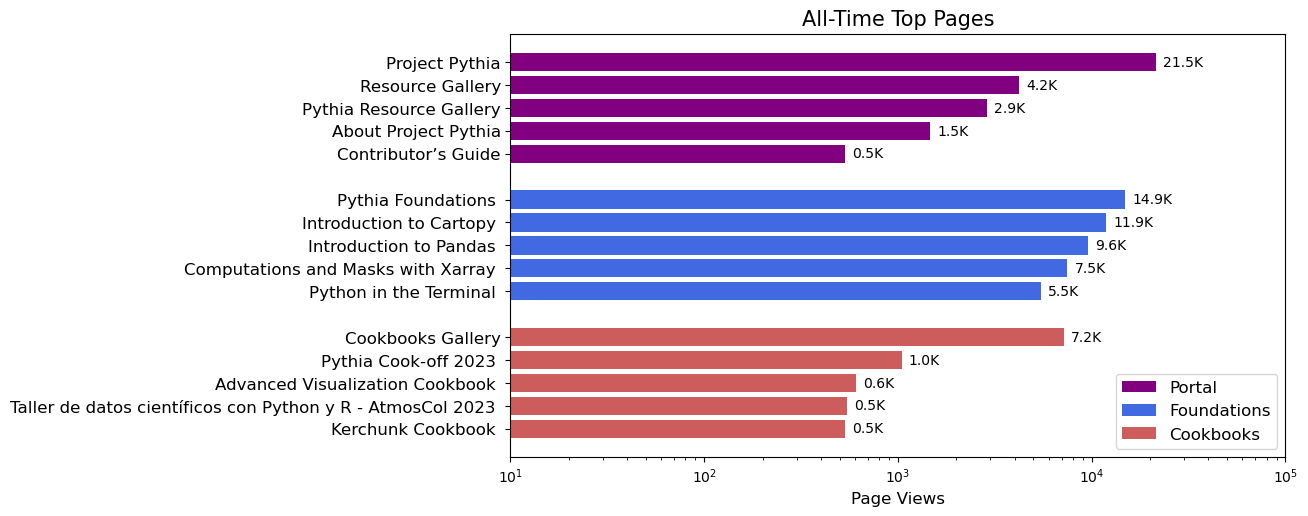 All-Time Top Pages
Project Pythia 21.5K
Resource Gallery 4.2K
Pythia Resource Gallery 2.9K
About Project Pythia 1.5K
Contributor’s Guide 0.5K
Pythia Foundations 14.9K
Introduction to Cartopy 11.9K
Introduction to Pandas 9.6K
Computations and Masks with Xarray 7.5K
Python in the Terminal 5.5K
Cookbooks Gallery 7.2K
Pythia Cook-off 2023 1.0K
Advanced Visualization Cookbook 0.6K
Taller de datos científicos con Python y R - AtmosCol 2023 0.5K
Kerchunk Cookbook 0.5K
Portal
Foundations
Cookbooks
10¹ 10² 10³ 10⁴ 10⁵
Page Views